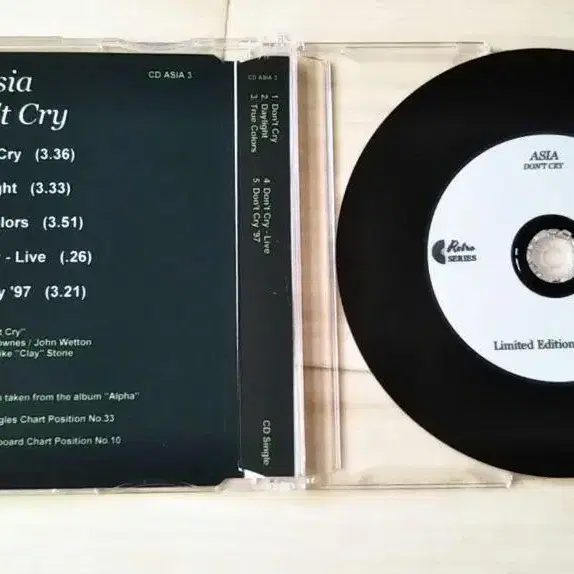 sia
't Cry
CD ASIA 3
Cry (3.36)
ght (3.33)
olors (3.51)
- Live (.26)
y '97 (3.21)
t Cry"
ownes / John Wetton
ike "Clay" Stone
taken from the album "Alpha"
gles Chart Position No.33
board Chart Position No.10
CD ASIA 3
1. Don't Cry
2. Daylight
3. True Colors
4. Don't Cry - Live
5. Don't Cry '97
CD Single
ASIA
DON'T CRY
Retro
SERIES
Limited Edition